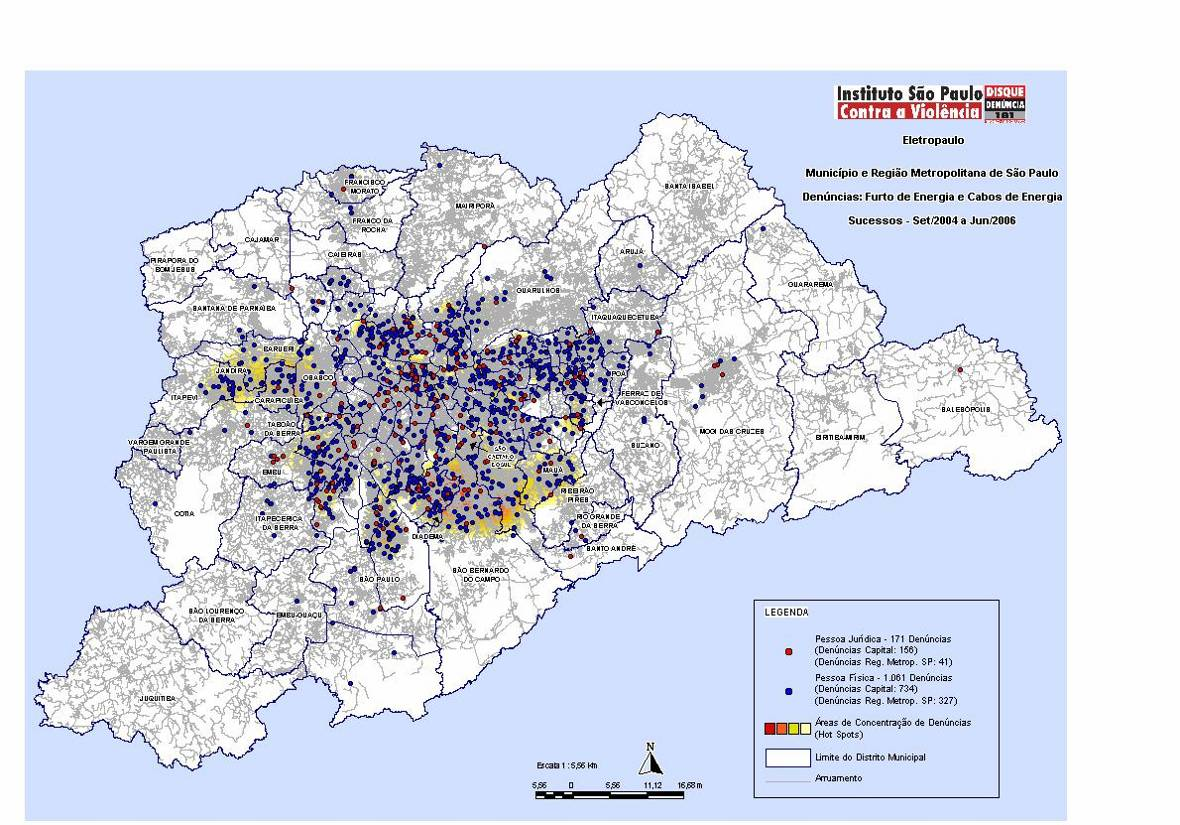 Instituto São Paulo
Contra a Violência
DISQUE
DENÚNCIA
181
Eletropaulo
Município e Região Metropolitana de São Paulo
Denúncias: Furto de Energia e Cabos de Energia
Sucessos - Set/2004 a Jun/2006
FRANCISCO
MORATO
MAIRIPORÃ
SANTA ISABEL
FRANCO DA
ROCHA
CAJAMAR
CAIEIRAS
ARUJÁ
PIRAPORA DO
BOM JESUS
GUARAREMA
GUARULHOS
SANTANA DE PARNAÍBA
ITAQUAQUECETUBA
BARUERI
JANDIRA
OSASCO
POÁ
ITAPEVI
CARAPICUÍBA
FERRAZ DE
VASCONCELOS
SALESÓPOLIS
TABOÃO
DA SERRA
MOGI DAS CRUZES
BIRITIBA-MIRIM
VARGEM GRANDE
PAULISTA
SUZANO
SÃO
CAETANO
DO SUL
EMBU
MAUÁ
RIBEIRÃO
PIRES
COTIA
ITAPECERICA
DA SERRA
RIO GRANDE
DA SERRA
DIADEMA
SANTO ANDRÉ
SÃO PAULO
SÃO BERNARDO
DO CAMPO
SÃO LOURENÇO
DA SERRA
EMBU-GUAÇU
JUQUITIBA
LEGENDA
Pessoa Jurídica - 171 Denúncias
(Denúncias Capital: 156)
(Denúncias Reg. Metrop. SP: 41)
Pessoa Física - 1.061 Denúncias
(Denúncias Capital: 734)
(Denúncias Reg. Metrop. SP: 327)
Áreas de Concentração de Denúncias
(Hot Spots)
Limite do Distrito Municipal
Arruamento
N
Escala 1 : 5,56 km
5,56 0 5,56 11,12 16,68m